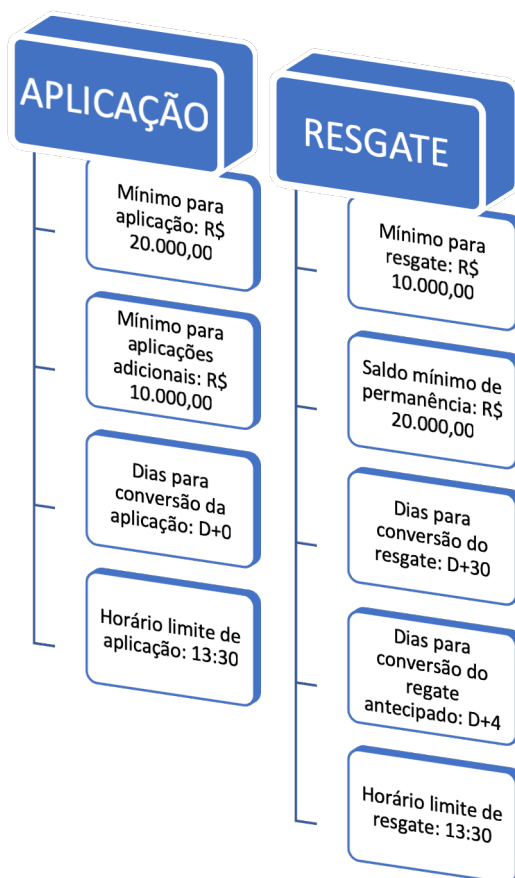 APLICAÇÃO
Mínimo para
aplicação: R$
20.000,00
Mínimo para
aplicações
adicionais: R$
10.000,00
Dias para
conversão da
aplicação: D+0
Horário limite de
aplicação: 13:30
RESGATE
Mínimo para
resgate: R$
10.000,00
Saldo mínimo de
permanência: R$
20.000,00
Dias para
conversão do
resgate: D+30
Dias para
conversão do
regate
antecipado: D+4
Horário limite de
resgate: 13:30